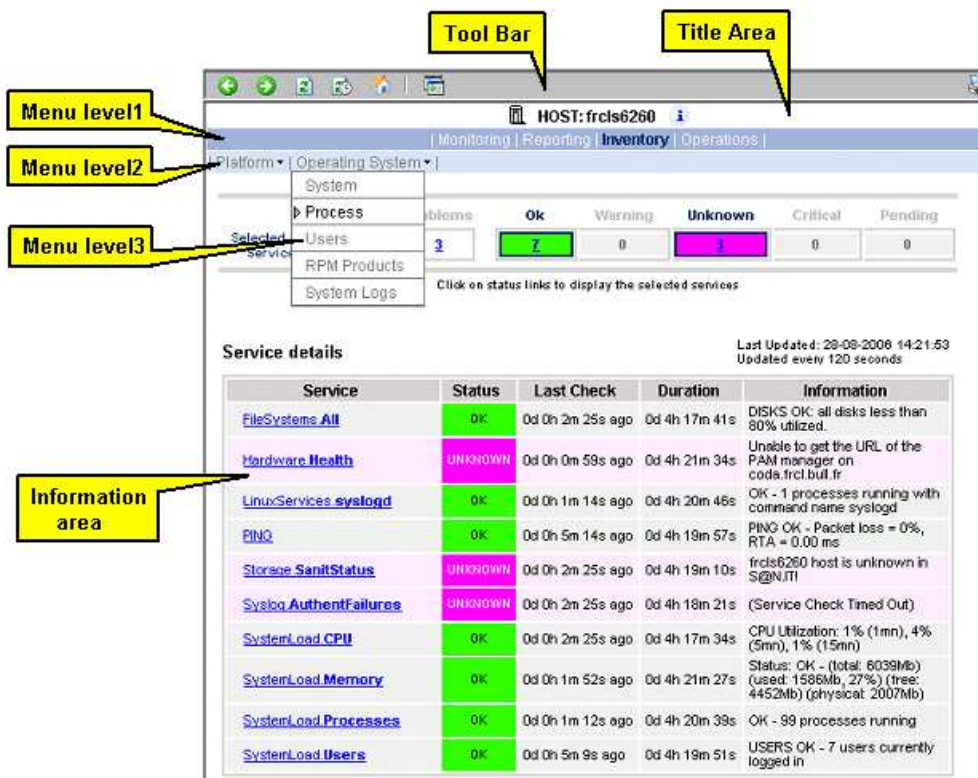 Tool Bar
Title Area
Menu level1
HOST: frcls6260
| Monitoring | Reporting | Inventory | Operations |
Menu level2
| Platform | Operating System |
System
Process
Users
RPM Products
System Logs
Menu level3
Selected
Ok Warning Unknown Critical Pending
3 7 0 3 0 0
Click on status links to display the selected services
Service details
Last Updated: 28-08-2006 14:21:53
Updated every 120 seconds
Service Status Last Check Duration Information
FileSystems.All OK 0d 0h 2m 25s ago 0d 4h 17m 41s DISKS OK: all disks less than
80% utilized.
Hardware.Health UNKNOWN 0d 0h 0m 59s ago 0d 4h 21m 34s Unable to get the URL of the
PAM manager on
coda.frcl.bull.fr
Information
area
LinuxServices.syslogd OK 0d 0h 1m 14s ago 0d 4h 20m 46s OK - 1 processes running with
command name syslogd
PING OK 0d 0h 5m 14s ago 0d 4h 19m 57s PING OK - Packet loss = 0%,
RTA = 0.00 ms
Storage.SanitStatus UNKNOWN 0d 0h 2m 25s ago 0d 4h 19m 10s frcls6260 host is unknown in
S@N.IT!
Syslog.AuthentFailures UNKNOWN 0d 0h 2m 25s ago 0d 4h 18m 21s (Service Check Timed Out)
SystemLoad.CPU OK 0d 0h 2m 25s ago 0d 4h 17m 34s CPU Utilization: 1% (1mn), 4%
(5mn), 1% (15mn)
SystemLoad.Memory OK 0d 0h 1m 52s ago 0d 4h 21m 27s Status: OK - (total: 6039Mb)
(used: 1586Mb, 27%) (free:
4452Mb) (physical: 2007Mb)
SystemLoad.Processes OK 0d 0h 1m 12s ago 0d 4h 20m 39s OK - 99 processes running
SystemLoad.Users OK 0d 0h 5m 9s ago 0d 4h 19m 51s USERS OK - 7 users currently
logged in